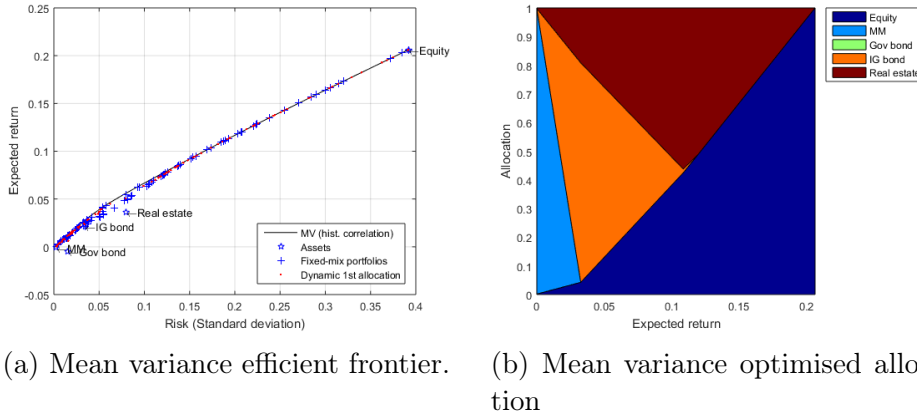 0.25
0.2
0.15
0.1
0.05
0
-0.05
Expected return
Equity
Real estate
IG bond
MM
Gov bond
MV (hist. correlation)
Assets
Fixed-mix portfolios
Dynamic 1st allocation
0 0.05 0.1 0.15 0.2 0.25 0.3 0.35 0.4
Risk (Standard deviation)
1
0.9
0.8
0.7
0.6
0.5
0.4
0.3
0.2
0.1
0
Allocation
0 0.05 0.1 0.15 0.2
Expected return
Equity
MM
Gov bond
IG bond
Real estate
(a) Mean variance efficient frontier.
(b) Mean variance optimised alloc
tion